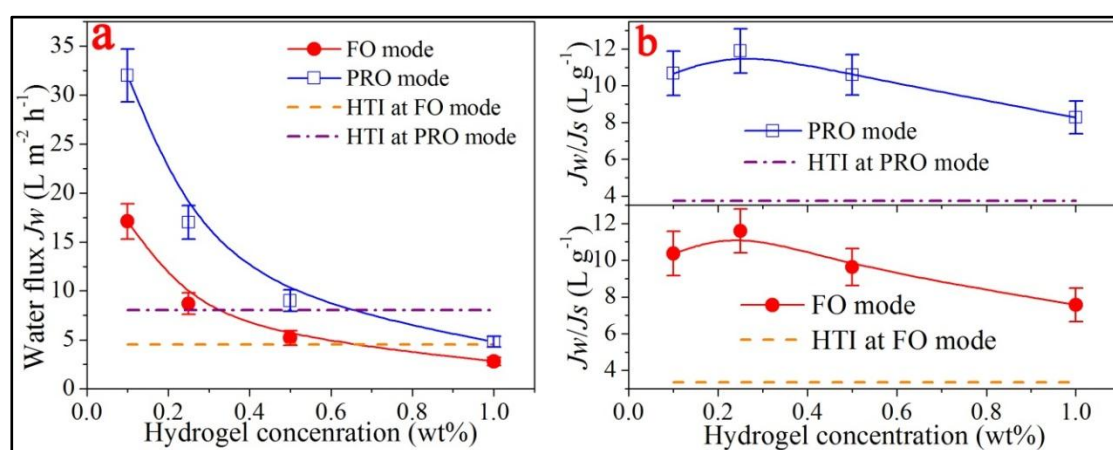 a
35
30
25
20
15
10
5
0
Water flux Jw (L m⁻² h⁻¹)
FO mode
PRO mode
HTI at FO mode
HTI at PRO mode
0.0 0.2 0.4 0.6 0.8 1.0
Hydrogel concenration (wt%)
b
12
10
8
6
4
Jw/Js (L g⁻¹)
PRO mode
HTI at PRO mode
12
10
8
6
4
Jw/Js (L g⁻¹)
FO mode
HTI at FO mode
0.0 0.2 0.4 0.6 0.8 1.0
Hydrogel concentration (wt%)